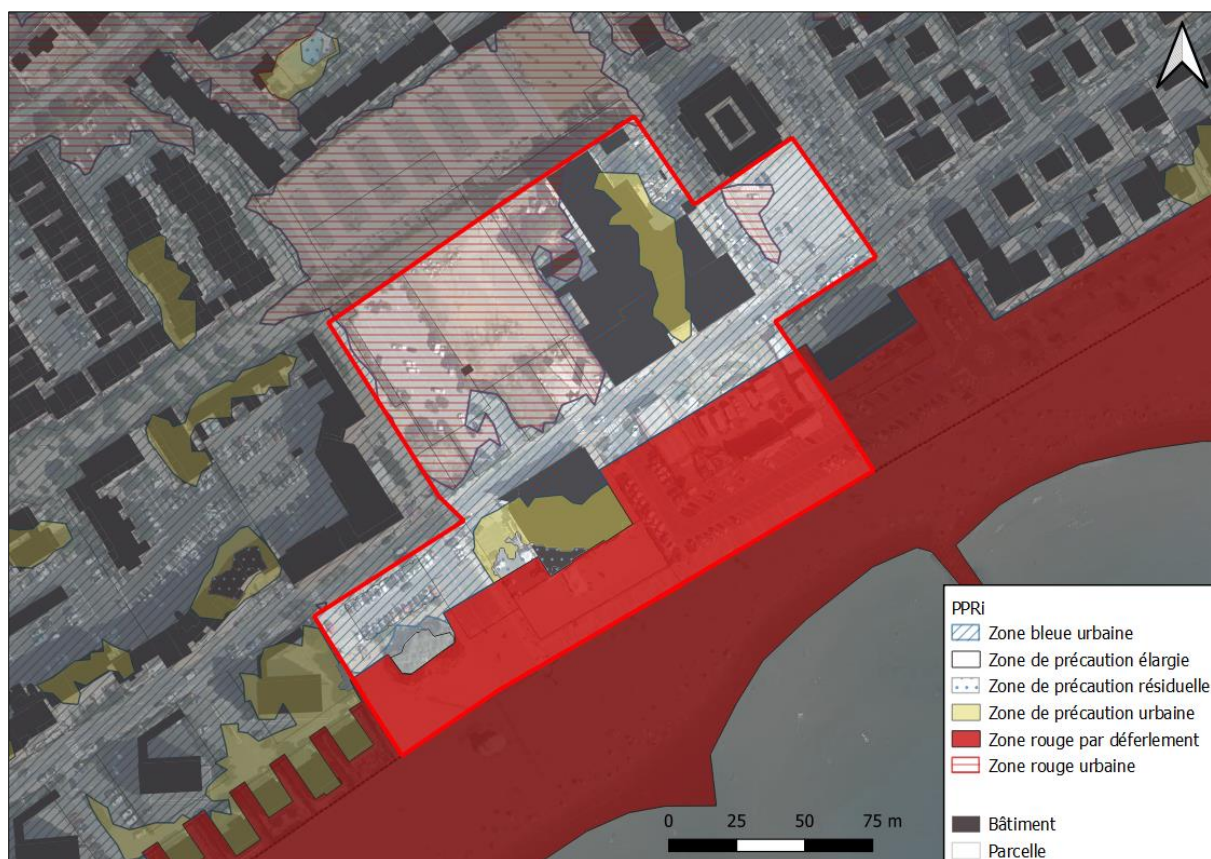 PPRi
Zone bleue urbaine
Zone de précaution élargie
Zone de précaution résiduelle
Zone de précaution urbaine
Zone rouge par déferlement
Zone rouge urbaine
Bâtiment
Parcelle
0 25 50 75 m